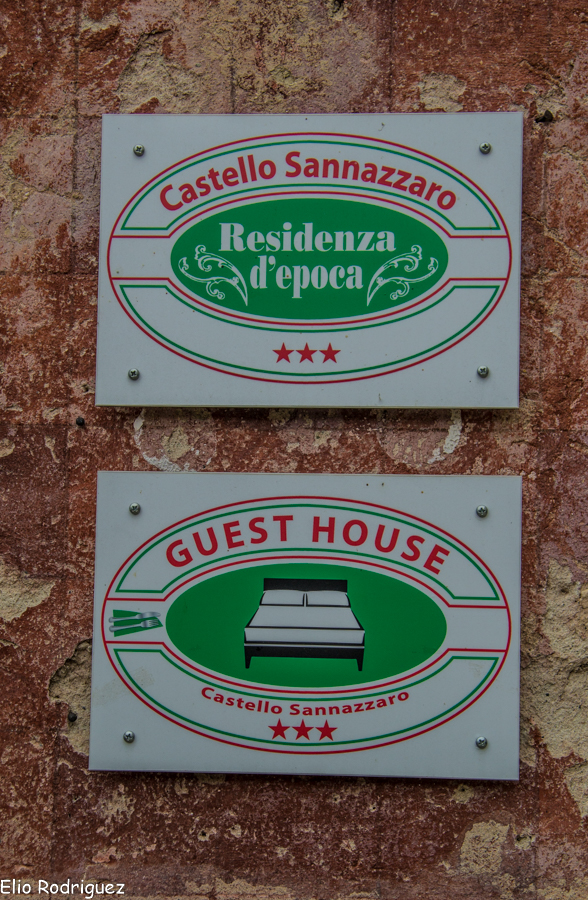 Castello Sannazzaro
Residenza
d'epoca
GUEST HOUSE
Castello Sannazzaro
Elio Rodriguez